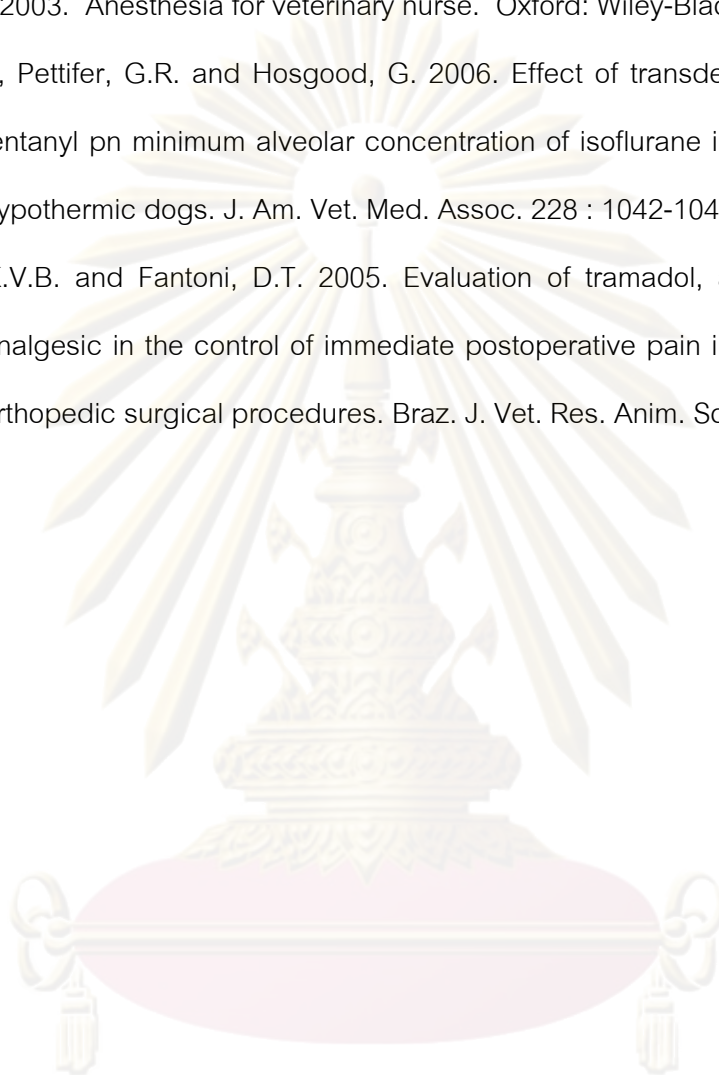 2003. Anesthesia for veterinary nurse. Oxford: Wiley-Blac
, Pettifer, G.R. and Hosgood, G. 2006. Effect of transde
entanyl pn minimum alveolar concentration of isoflurane i
ypothermic dogs. J. Am. Vet. Med. Assoc. 228 : 1042-104
.V.B. and Fantoni, D.T. 2005. Evaluation of tramadol,
nalgesic in the control of immediate postoperative pain i
rthopedic surgical procedures. Braz. J. Vet. Res. Anim. Sc